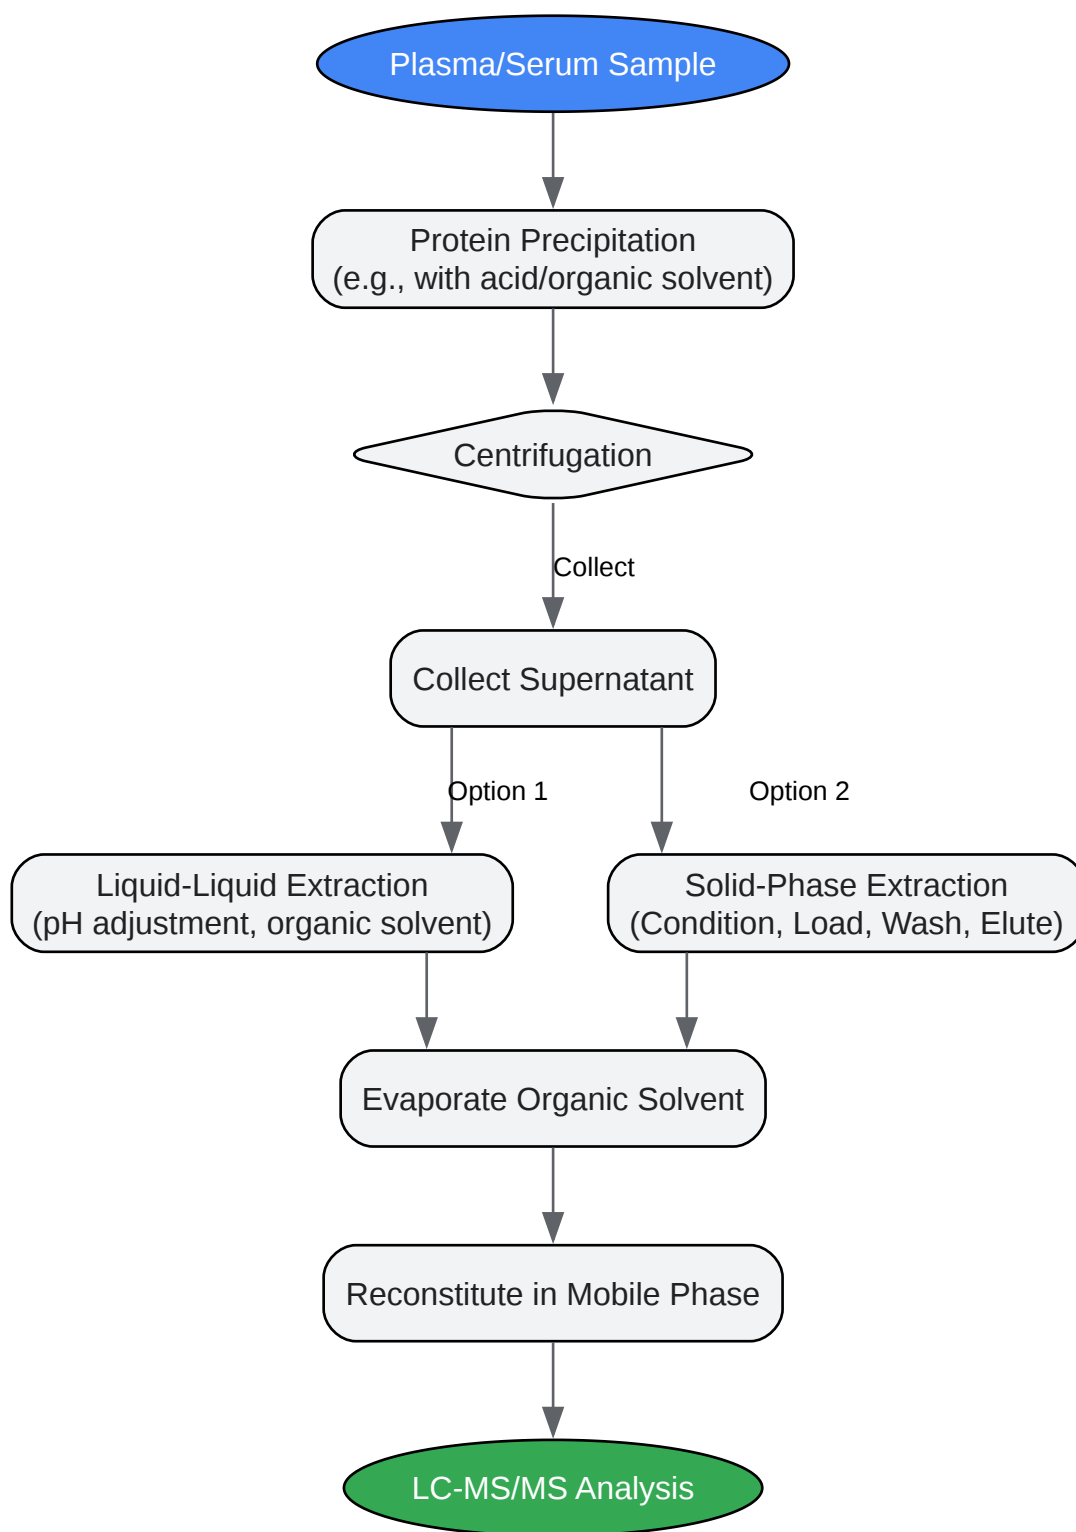 Plasma/Serum Sample
Protein Precipitation
(e.g., with acid/organic solvent)
Centrifugation
Collect
Collect Supernatant
Option 1
Option 2
Liquid-Liquid Extraction
(pH adjustment, organic solvent)
Solid-Phase Extraction
(Condition, Load, Wash, Elute)
Evaporate Organic Solvent
Reconstitute in Mobile Phase
LC-MS/MS Analysis